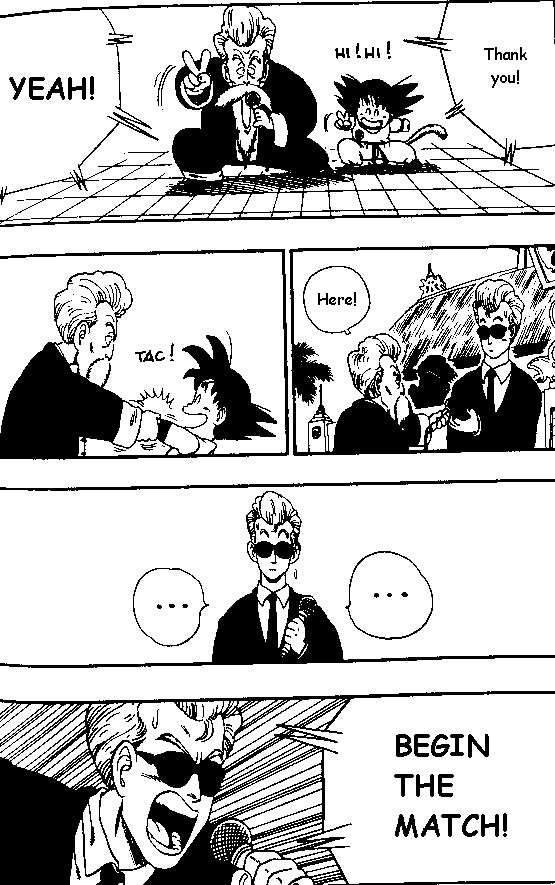 YEAH!
HI! HI!
Thank
you!
TAC!
Here!
...
...
BEGIN
THE
MATCH!